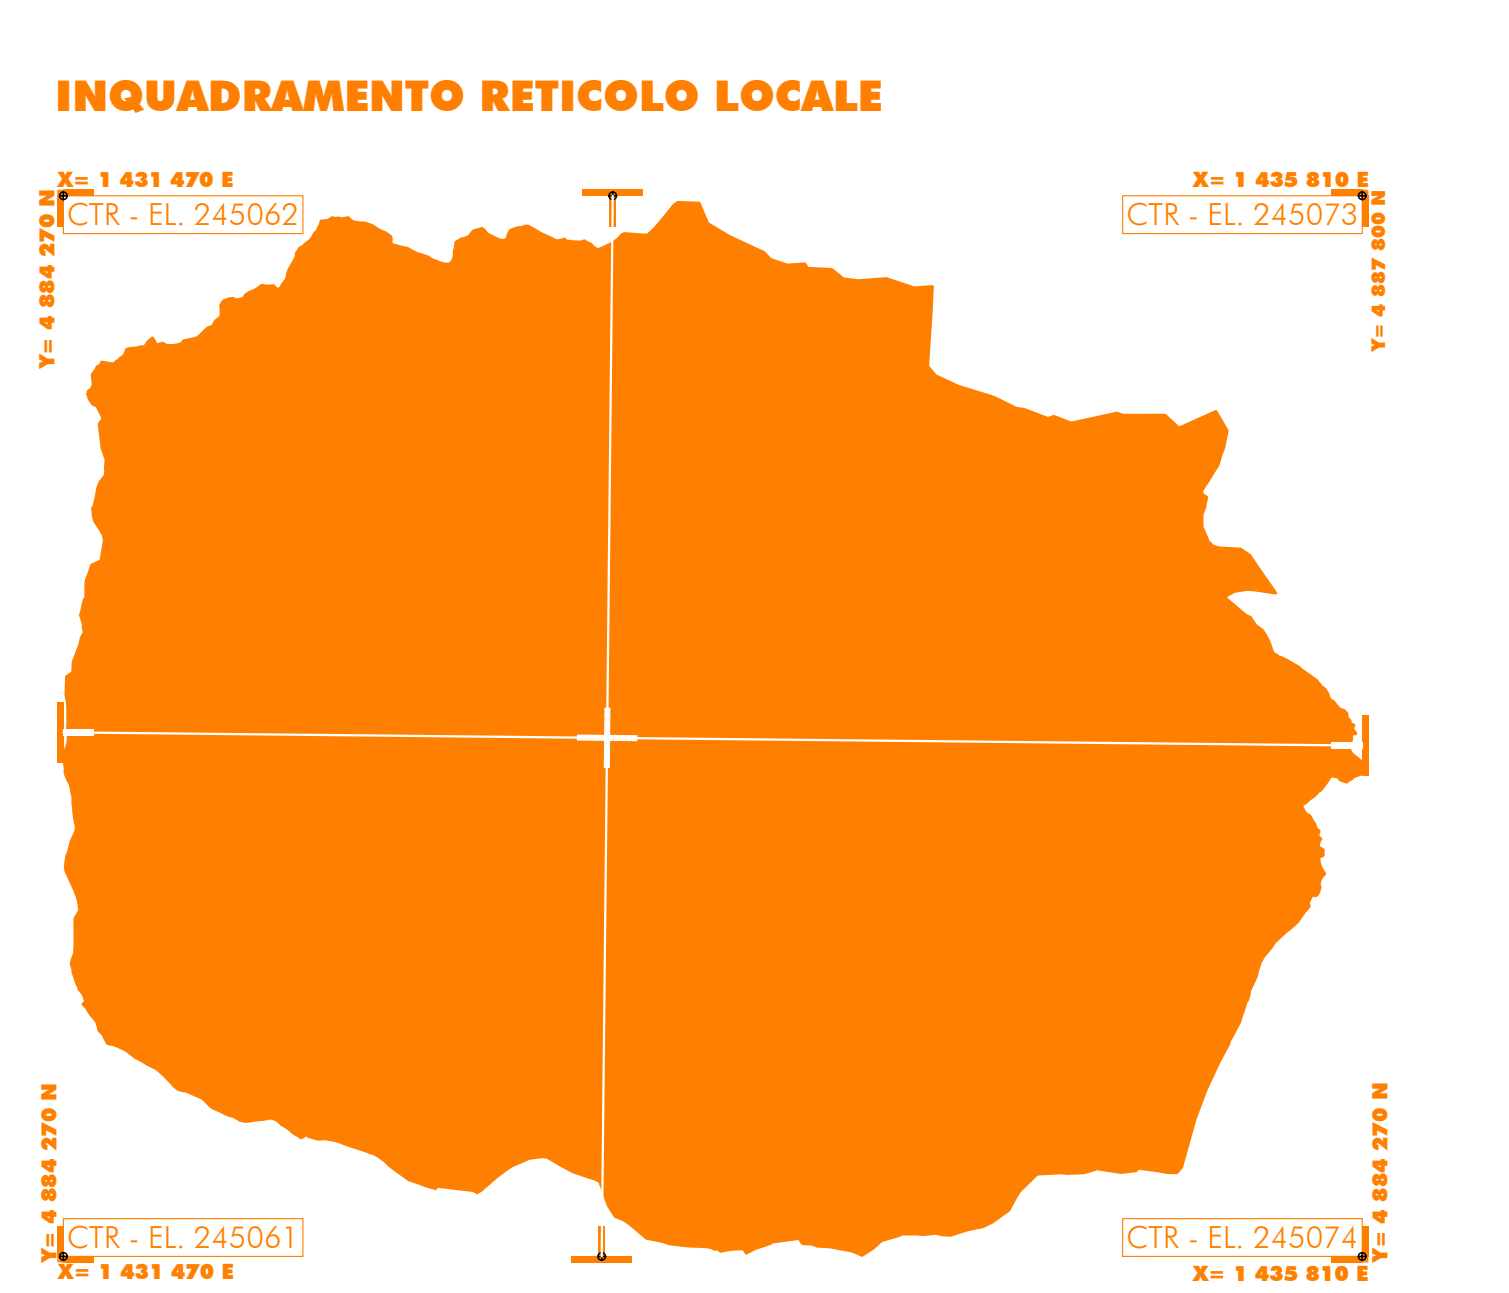 INQUADRAMENTO RETICOLO LOCALE
X= 1 431 470 E
X= 1 435 810 E
Y= 4 884 270 N
CTR - EL. 245062
CTR - EL. 245073
Y= 4 887 800 N
Y= 4 884 270 N
CTR - EL. 245061
CTR - EL. 245074
Y= 4 884 270 N
X= 1 431 470 E
X= 1 435 810 E